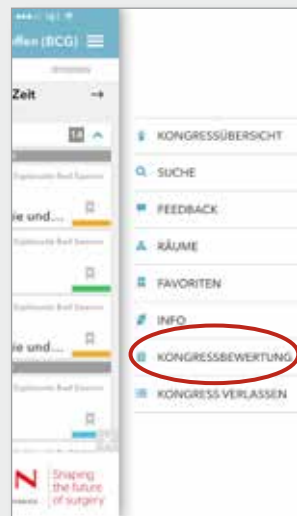 ffen (BCG)
Zeit
14
ie und...
ie und...
N
Shaping
the future
of surgery
KONGRESSÜBERSICHT
SUCHE
FEEDBACK
RÄUME
FAVORITEN
INFO
KONGRESSBEWERTUNG
KONGRESS VERLASSEN